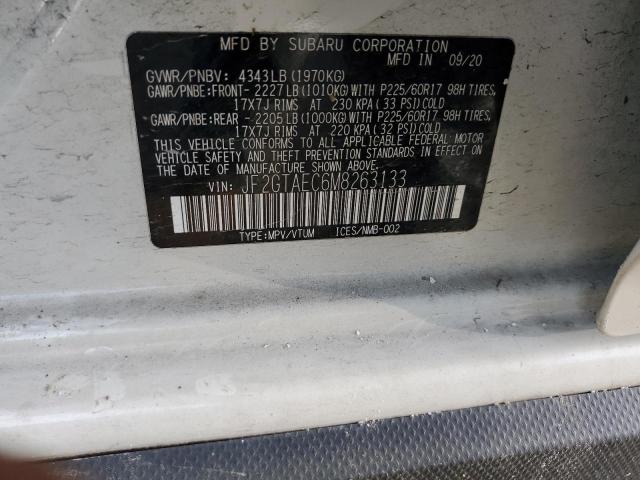 MFD BY SUBARU CORPORATION
MFD IN 09/20
GVWR/PNBV: 4343LB (1970KG)
GAWR/PNBE:FRONT- 2227LB (1010KG) WITH P225/60R17 98H TIRES,
17X7J RIMS AT 230 KPA (33 PSI) COLD
GAWR/PNBE:REAR - 2205LB (1000KG) WITH P225/60R17 98H TIRES,
17X7J RIMS AT 220 KPA (32 PSI) COLD
THIS VEHICLE CONFORMS TO ALL APPLICABLE FEDERAL MOTOR
VEHICLE SAFETY AND THEFT PREVENTION STANDARDS IN EFFECT ON
THE DATE OF MANUFACTURE SHOWN ABOVE.
VIN: JF2GTAEC6M8263133
TYPE:MPV/VTUM ICES/NMB-002